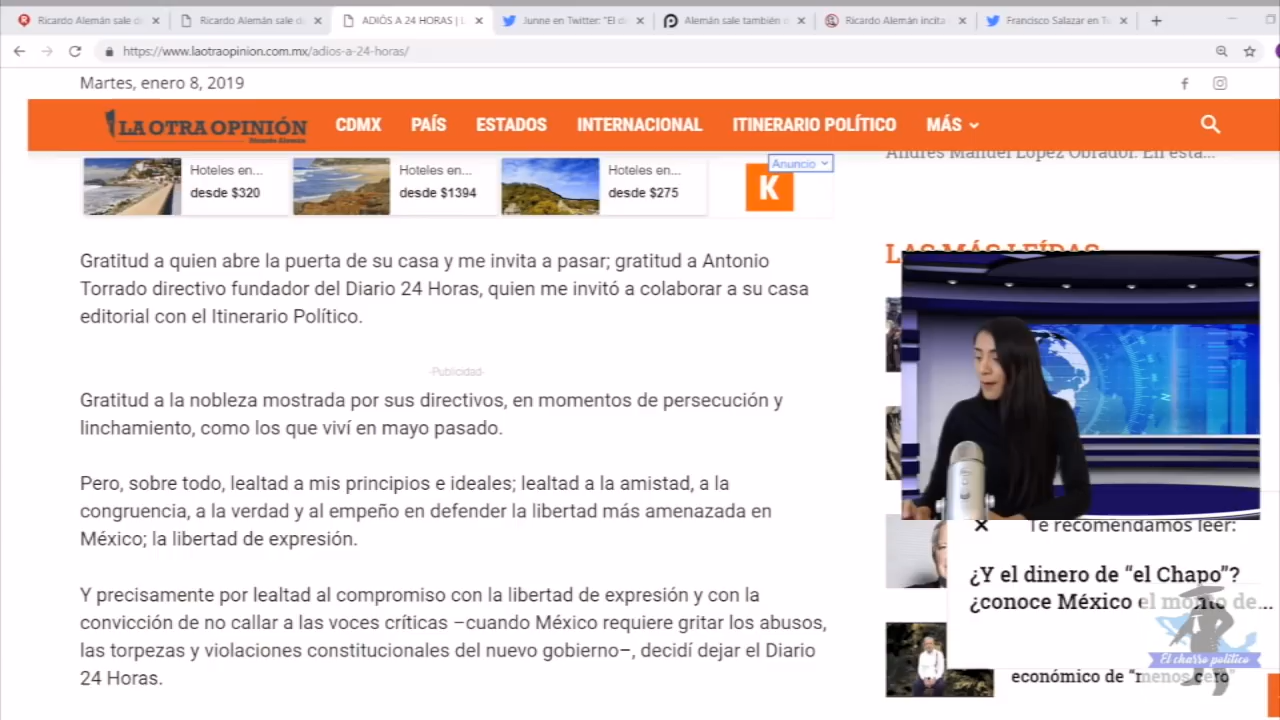 Ricardo Alemán sale d
Ricardo Alemán sale d
ADIÓS A 24 HORAS | L
Junne en Twitter: "El d
Alemán sale también d
Ricardo Alemán incita
Francisco Salazar en Tw
https://www.laotraopinion.com.mx/adios-a-24-horas/
Martes, enero 8, 2019
LA OTRA OPINIÓN
Ricardo Alemán
CDMX PAÍS ESTADOS INTERNACIONAL ITINERARIO POLÍTICO MÁS
Andrés Manuel López Obrador. En esta...
Anuncio
Hoteles en...
desde $320
Hoteles en...
desde $1394
Hoteles en...
desde $275
K
LAS MÁS LEÍDAS
Gratitud a quien abre la puerta de su casa y me invita a pasar; gratitud a Antonio
Torrado directivo fundador del Diario 24 Horas, quien me invitó a colaborar a su casa
editorial con el Itinerario Político.
-Publicidad-
Gratitud a la nobleza mostrada por sus directivos, en momentos de persecución y
linchamiento, como los que viví en mayo pasado.
Pero, sobre todo, lealtad a mis principios e ideales; lealtad a la amistad, a la
congruencia, a la verdad y al empeño en defender la libertad más amenazada en
México; la libertad de expresión.
Y precisamente por lealtad al compromiso con la libertad de expresión y con la
convicción de no callar a las voces críticas –cuando México requiere gritar los abusos,
las torpezas y violaciones constitucionales del nuevo gobierno–, decidí dejar el Diario
24 Horas.
Te recomendamos leer:
¿Y el dinero de “el Chapo”?
¿conoce México el monto de...
El charro político
económico de “menos cero”